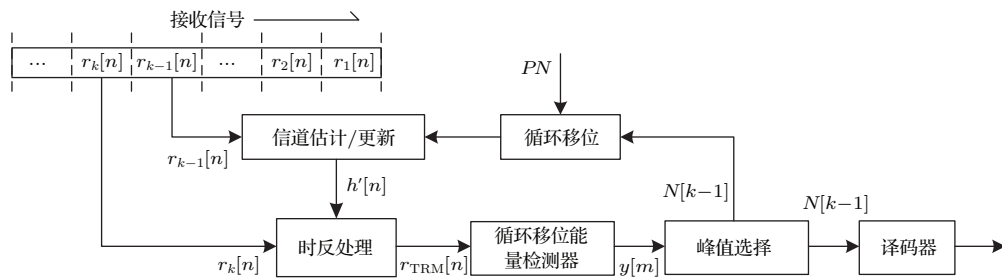 接收信号
... r_k[n] r_{k−1}[n] ... r_2[n] r_1[n]
PN
信道估计/更新
循环移位
r_{k−1}[n]
h′[n]
N[k−1]
N[k−1]
时反处理
循环移位能
量检测器
峰值选择
译码器
r_k[n]
r_{TRM}[n]
y[m]